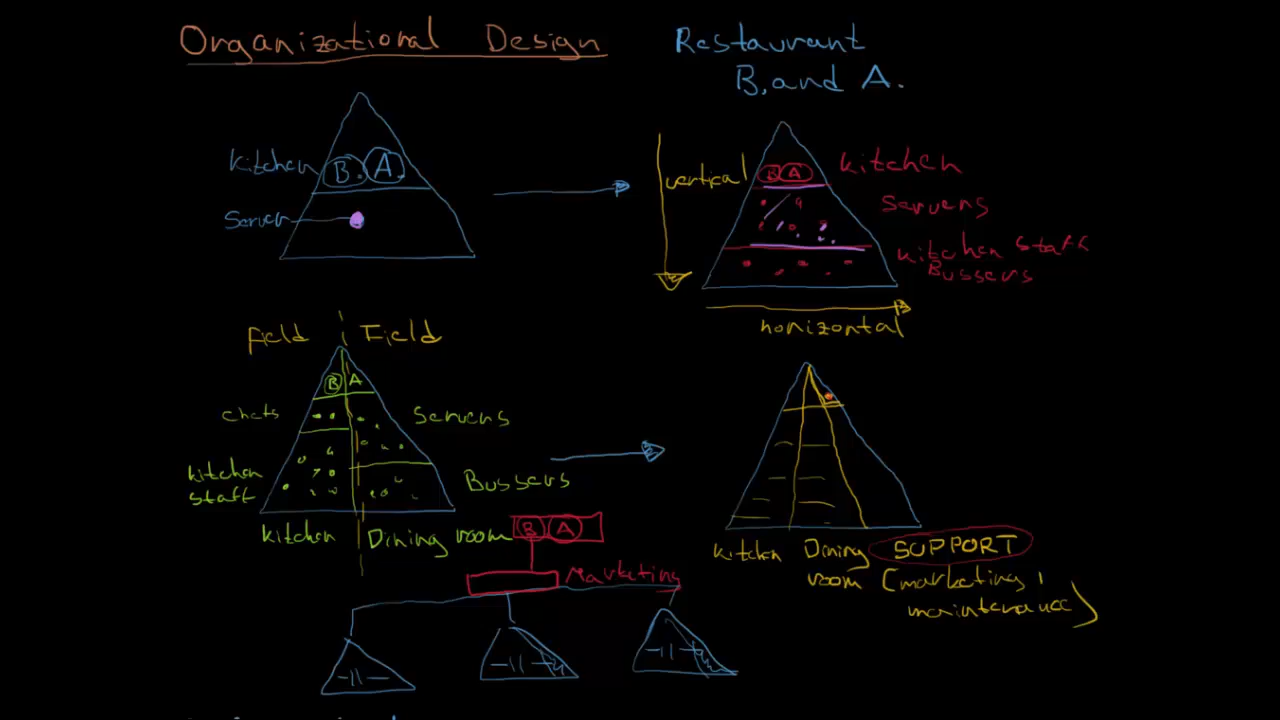 Organizational Design
Restaurant
B. and A.
Kitchen B. A.
Server
vertical
B A
kitchen
Servers
kitchen staff
Bussers
horizontal
Field Field
B A
chefs
Servers
kitchen
staff
Bussers
kitchen Dining room
B A
Marketing
kitchen Dining room
SUPPORT
(marketing,
maintenance)